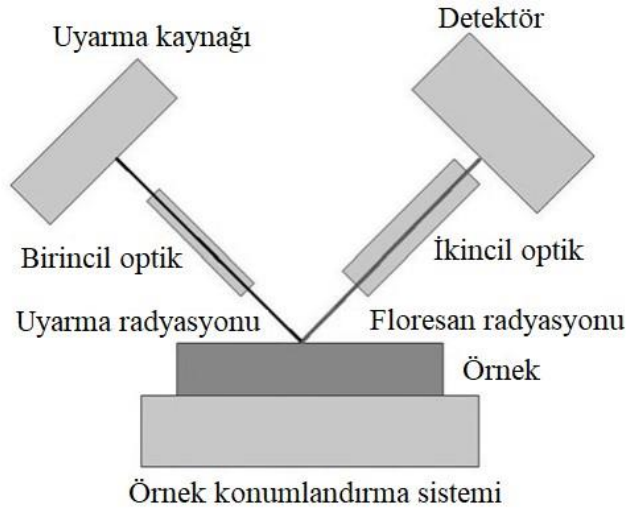 Detektör
Uyarma kaynağı
Birincil optik
İkincil optik
Uyarma radyasyonu
Floresan radyasyonu
Örnek
Örnek konumlandırma sistemi